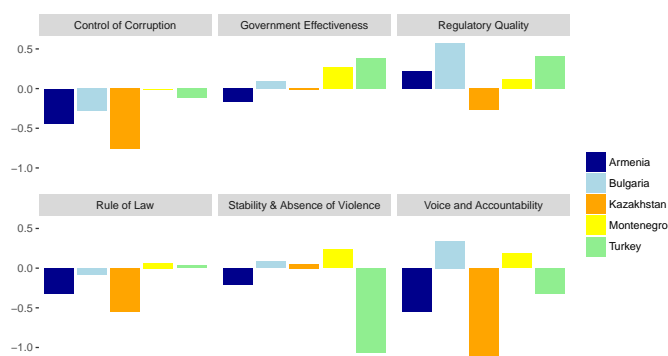 Control of Corruption
Government Effectiveness
Regulatory Quality
0.5
0.0
−0.5
−1.0
Rule of Law
Stability & Absence of Violence
Voice and Accountability
0.5
0.0
−0.5
−1.0
Armenia
Bulgaria
Kazakhstan
Montenegro
Turkey